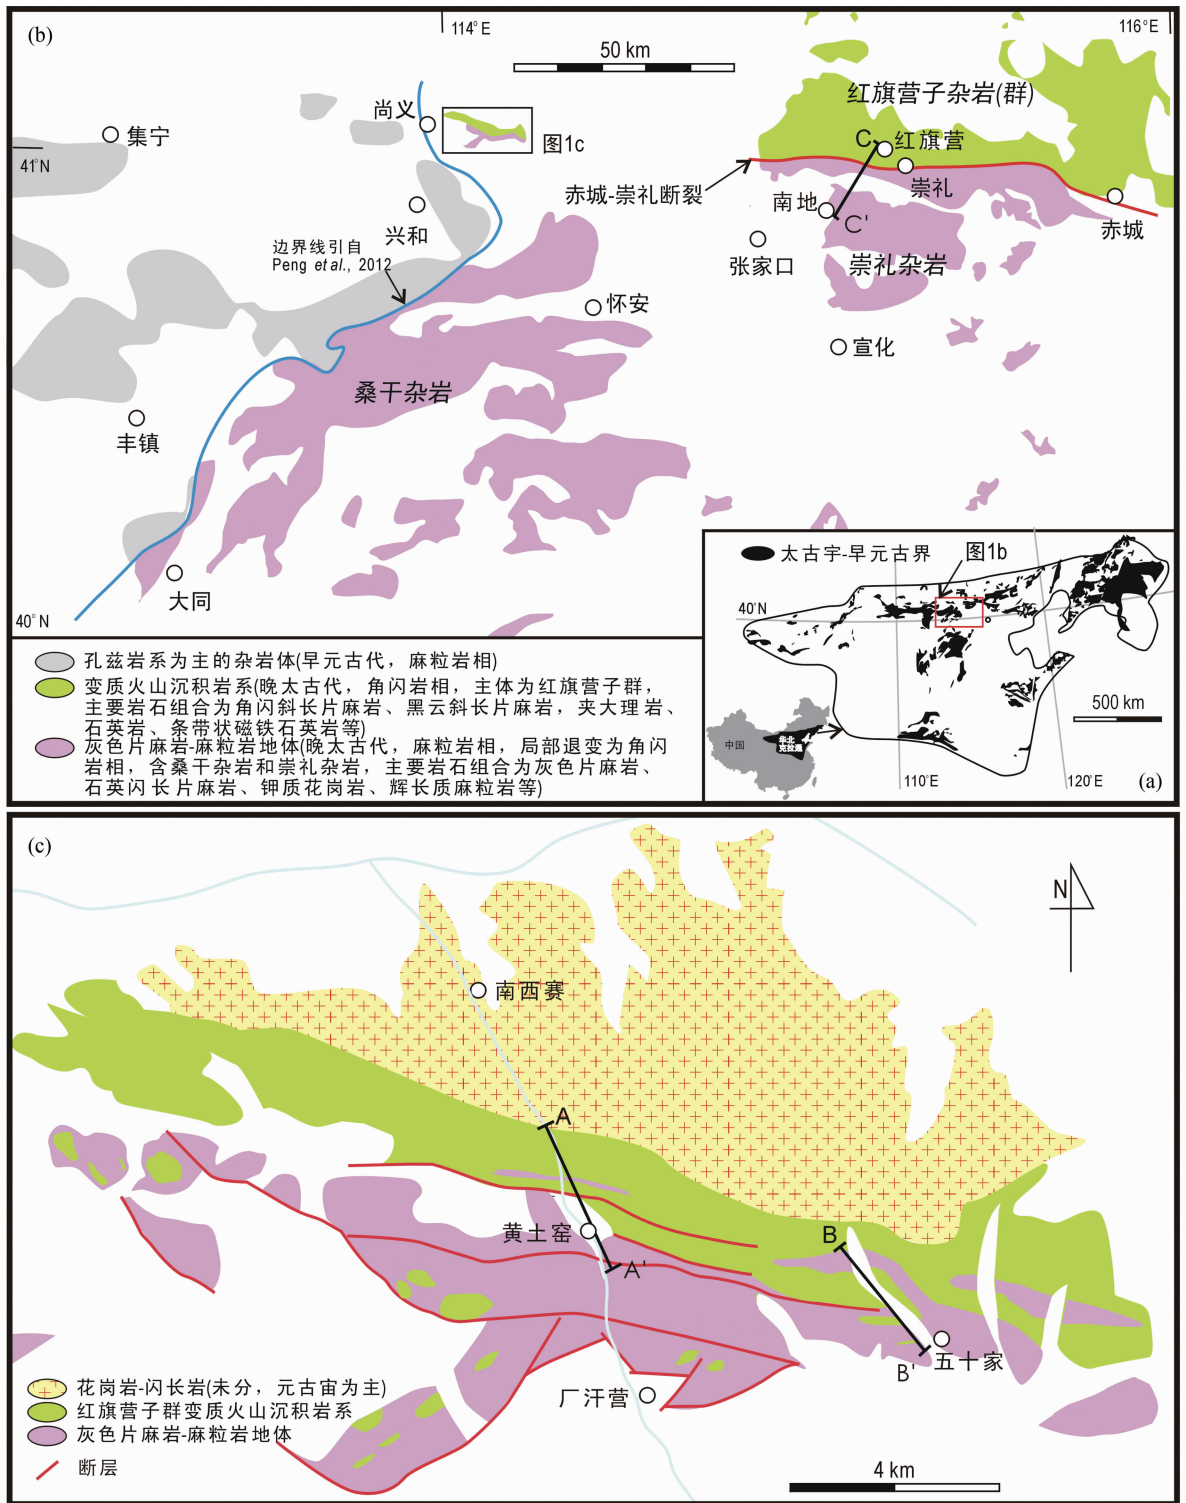 (b)
114° E
116° E
50 km
尚义
集宁
图1c
41° N
红旗营子杂岩(群)
C
红旗营
崇礼
赤城-崇礼断裂
南地
C'
赤城
兴和
张家口
崇礼杂岩
边界线引自
Peng et al., 2012
怀安
宣化
桑干杂岩
丰镇
大同
40° N
太古宇-早元古界
图1b
40°N
500 km
中国
华北
克拉通
110°E
120°E
(a)
孔兹岩系为主的杂岩体(早元古代，麻粒岩相)
变质火山沉积岩系(晚太古代，角闪岩相，主体为红旗营子群，
主要岩石组合为角闪斜长片麻岩、黑云斜长片麻岩，夹大理岩、
石英岩、条带状磁铁石英岩等)
灰色片麻岩-麻粒岩地体(晚太古代，麻粒岩相，局部退变为角闪
岩相，含桑干杂岩和崇礼杂岩，主要岩石组合为灰色片麻岩、
石英闪长片麻岩、钾质花岗岩、辉长质麻粒岩等)
(c)
N
南西赛
A
黄土窑
A'
B
B'
五十家
厂汗营
花岗岩-闪长岩(未分，元古宙为主)
红旗营子群变质火山沉积岩系
灰色片麻岩-麻粒岩地体
断层
4 km